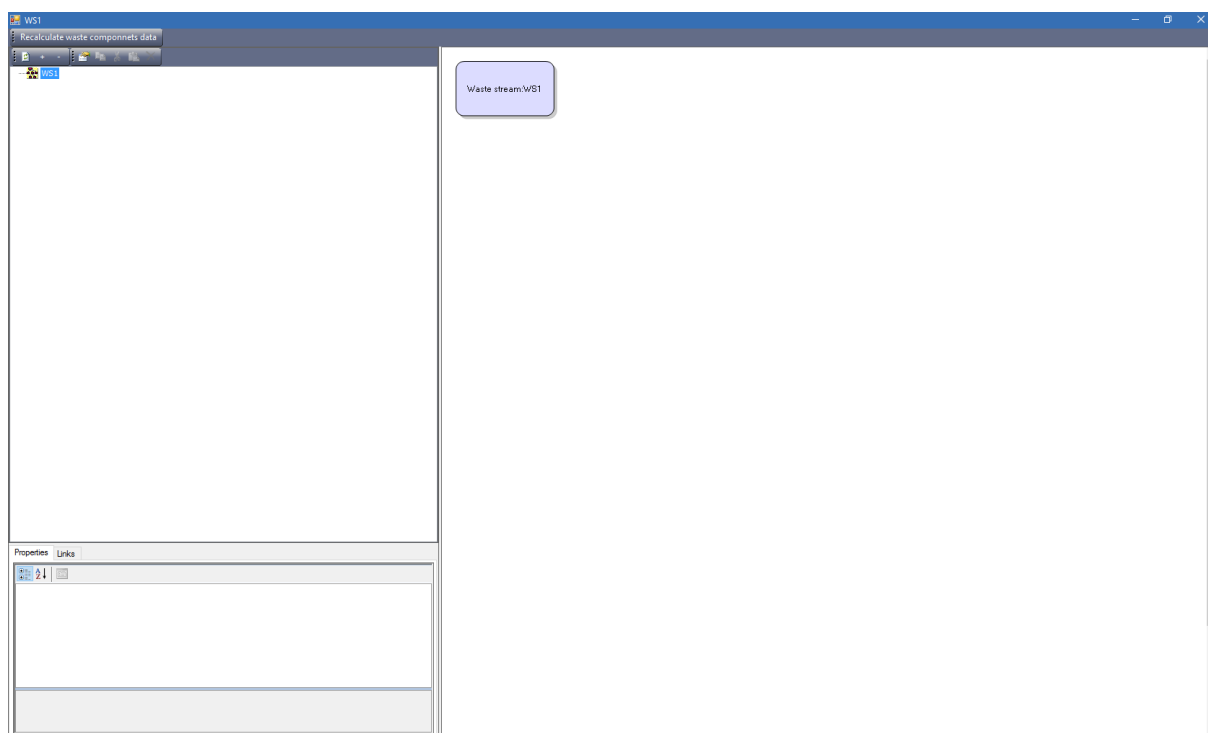 WS1
Recalculate waste componnets data
WS1
Waste stream:WS1
Properties
Links